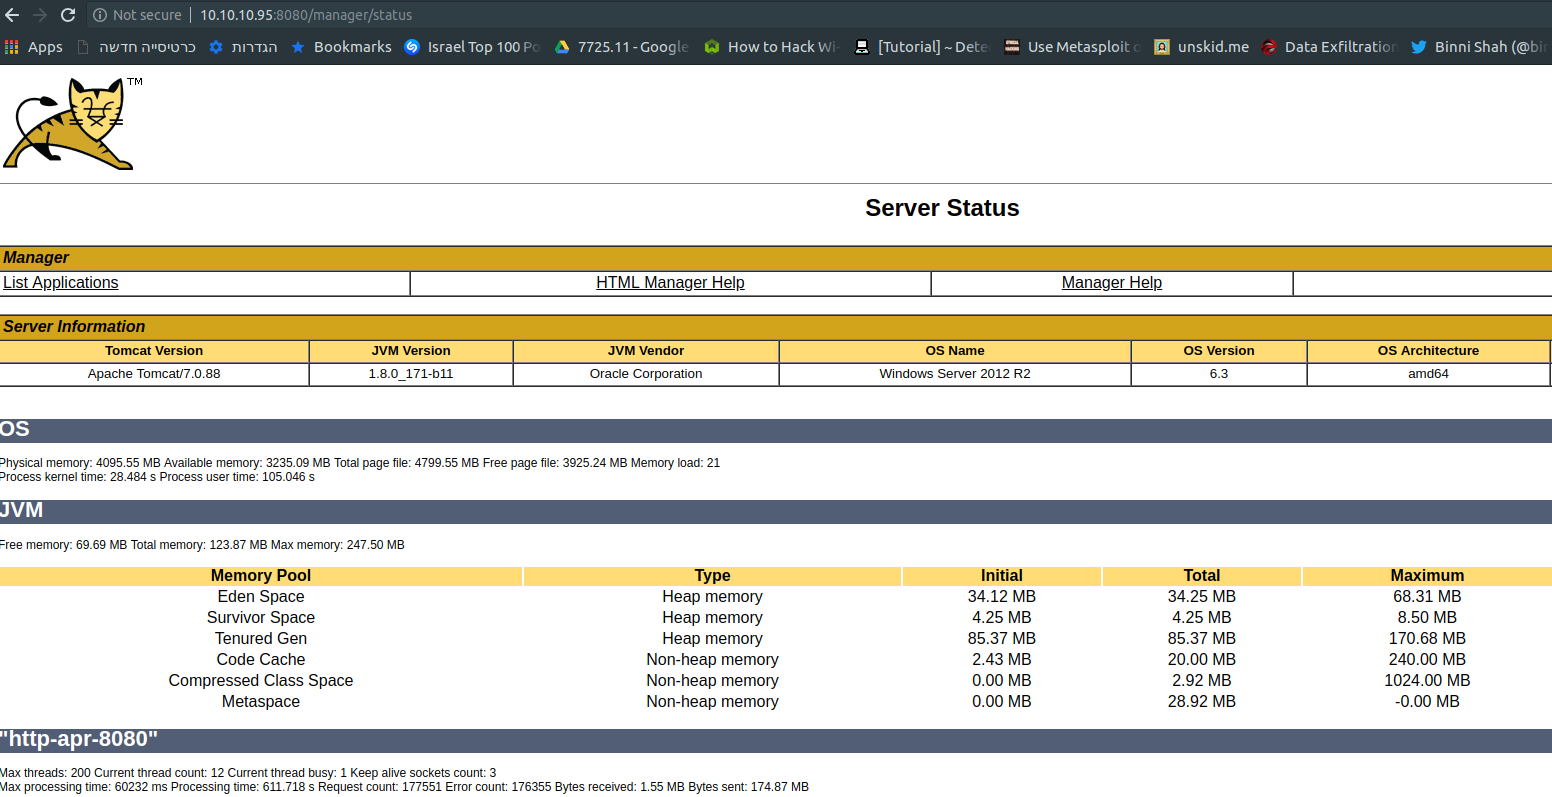 Not secure 10.10.10.95:8080/manager/status
Apps כרטיסייה חדשה הגדרות Bookmarks Israel Top 100 Po 7725.11 - Google How to Hack Wi- [Tutorial] ~ Dete Use Metasploit o unskid.me Data Exfiltration Binni Shah (@bin
TM
Server Status
Manager
List Applications HTML Manager Help Manager Help
Server Information
Tomcat Version JVM Version JVM Vendor OS Name OS Version OS Architecture
Apache Tomcat/7.0.88 1.8.0_171-b11 Oracle Corporation Windows Server 2012 R2 6.3 amd64
OS
Physical memory: 4095.55 MB Available memory: 3235.09 MB Total page file: 4799.55 MB Free page file: 3925.24 MB Memory load: 21
Process kernel time: 28.484 s Process user time: 105.046 s
JVM
Free memory: 69.69 MB Total memory: 123.87 MB Max memory: 247.50 MB
Memory Pool Type Initial Total Maximum
Eden Space Heap memory 34.12 MB 34.25 MB 68.31 MB
Survivor Space Heap memory 4.25 MB 4.25 MB 8.50 MB
Tenured Gen Heap memory 85.37 MB 85.37 MB 170.68 MB
Code Cache Non-heap memory 2.43 MB 20.00 MB 240.00 MB
Compressed Class Space Non-heap memory 0.00 MB 2.92 MB 1024.00 MB
Metaspace Non-heap memory 0.00 MB 28.92 MB -0.00 MB
"http-apr-8080"
Max threads: 200 Current thread count: 12 Current thread busy: 1 Keep alive sockets count: 3
Max processing time: 60232 ms Processing time: 611.718 s Request count: 177551 Error count: 176355 Bytes received: 1.55 MB Bytes sent: 174.87 MB